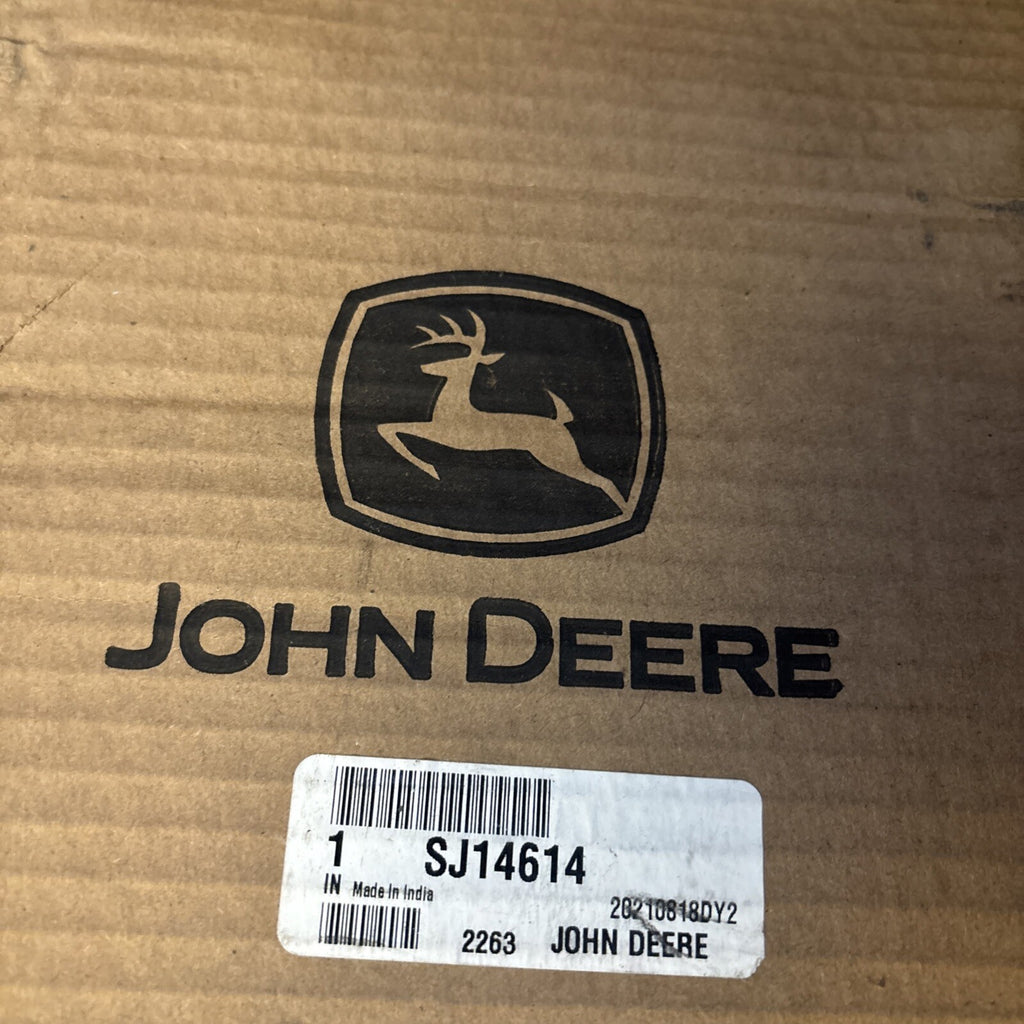 JOHN DEERE
1 SJ14614
IN Made In India
20210818DY2
2263 JOHN DEERE